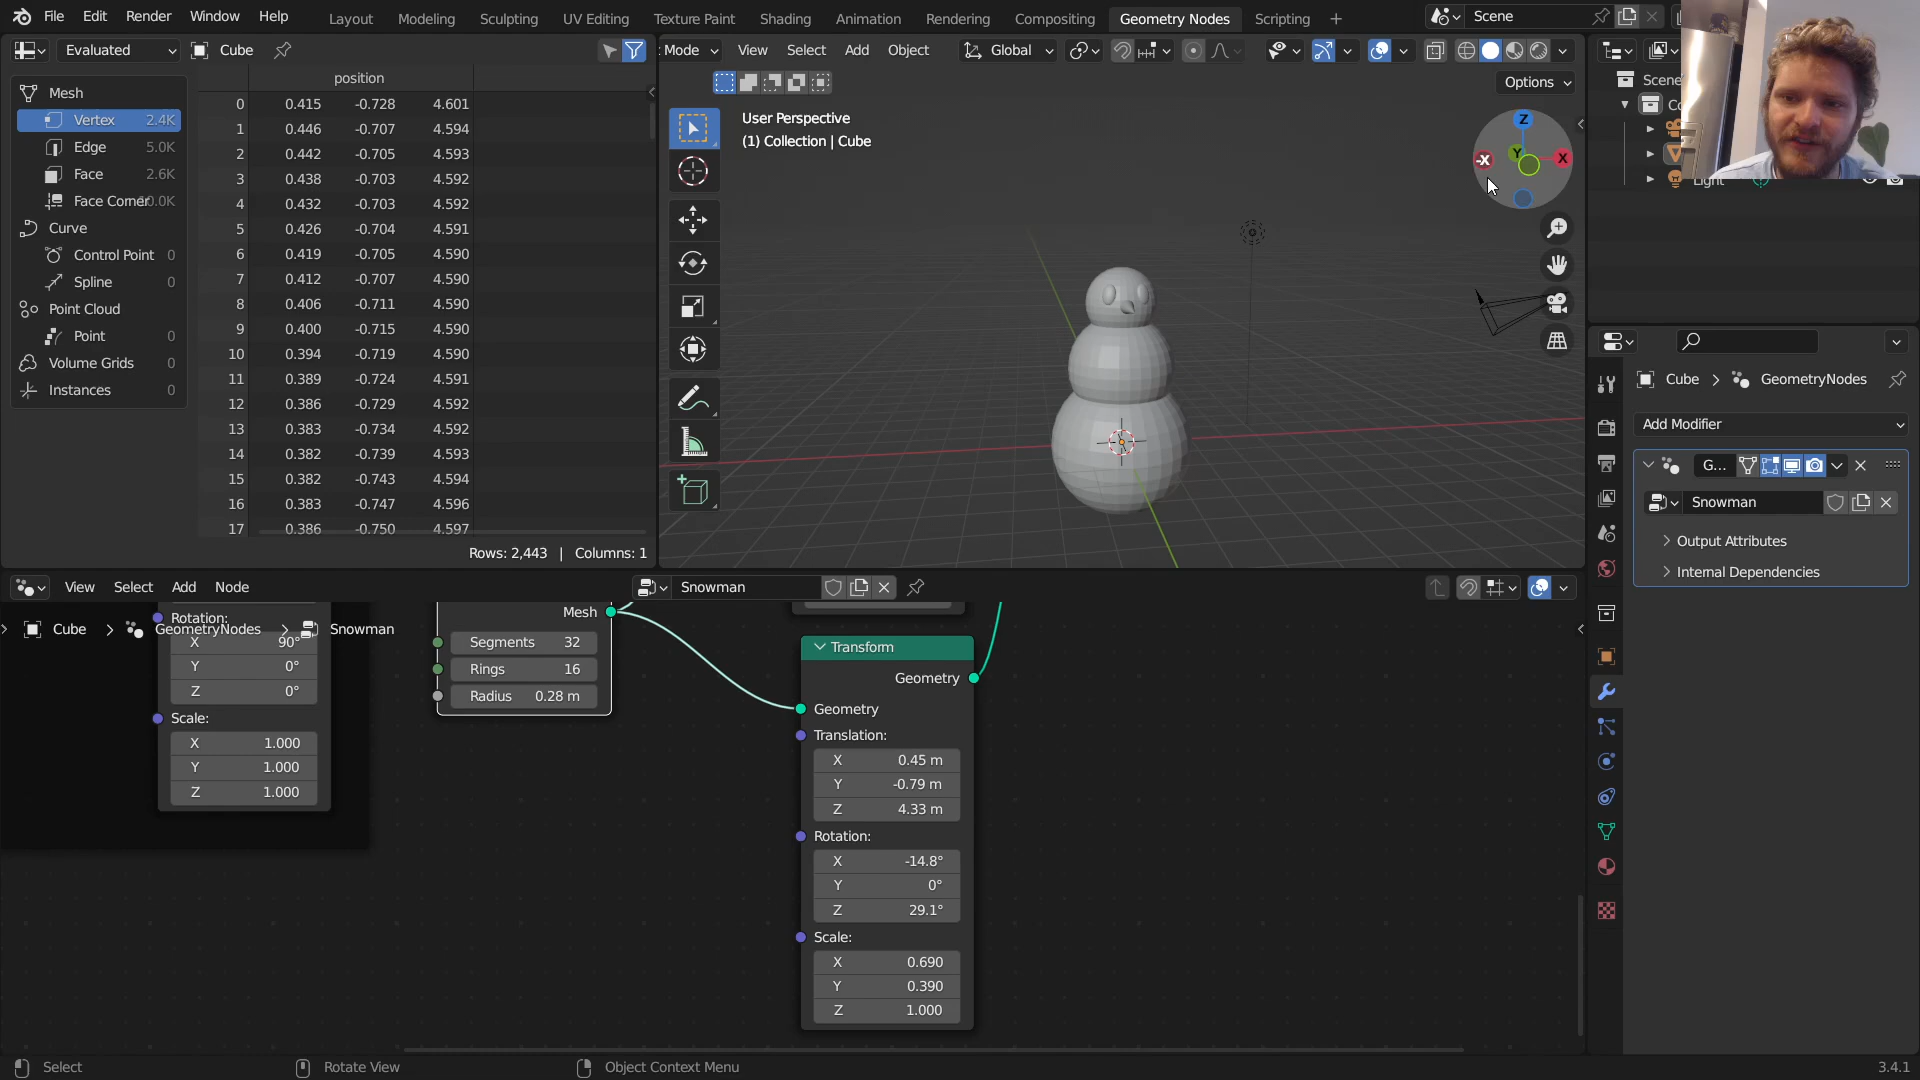 File Edit Render Window Help Layout Modeling Sculpting UV Editing Texture Paint Shading Animation Rendering Compositing Geometry Nodes Scripting + Scene
Evaluated Cube
Mode View Select Add Object Global
Options
position
Mesh
Vertex 2.4K
Edge 5.0K
Face 2.6K
Face Corner
Curve
Control Point 0
Spline 0
Point Cloud
Point 0
Volume Grids 0
Instances 0
0 0.415 -0.728 4.601
1 0.446 -0.707 4.594
2 0.442 -0.705 4.593
3 0.438 -0.703 4.592
4 0.432 -0.703 4.592
5 0.426 -0.704 4.591
6 0.419 -0.705 4.590
7 0.412 -0.707 4.590
8 0.406 -0.711 4.590
9 0.400 -0.715 4.590
10 0.394 -0.719 4.590
11 0.389 -0.724 4.591
12 0.386 -0.729 4.592
13 0.383 -0.734 4.592
14 0.382 -0.739 4.593
15 0.382 -0.743 4.594
16 0.383 -0.747 4.596
17 0.386 -0.750 4.597
Rows: 2,443 | Columns: 1
User Perspective
(1) Collection | Cube
Z
Y
-X
X
Scene
Light
Cube > GeometryNodes
Add Modifier
G...
Snowman
Output Attributes
Internal Dependencies
View Select Add Node Snowman
Cube > GeometryNodes > Snowman
Rotation:
X 90°
Y 0°
Z 0°
Scale:
X 1.000
Y 1.000
Z 1.000
Mesh
Segments 32
Rings 16
Radius 0.28 m
Transform
Geometry
Geometry
Translation:
X 0.45 m
Y -0.79 m
Z 4.33 m
Rotation:
X -14.8°
Y 0°
Z 29.1°
Scale:
X 0.690
Y 0.390
Z 1.000
Select Rotate View Object Context Menu 3.4.1